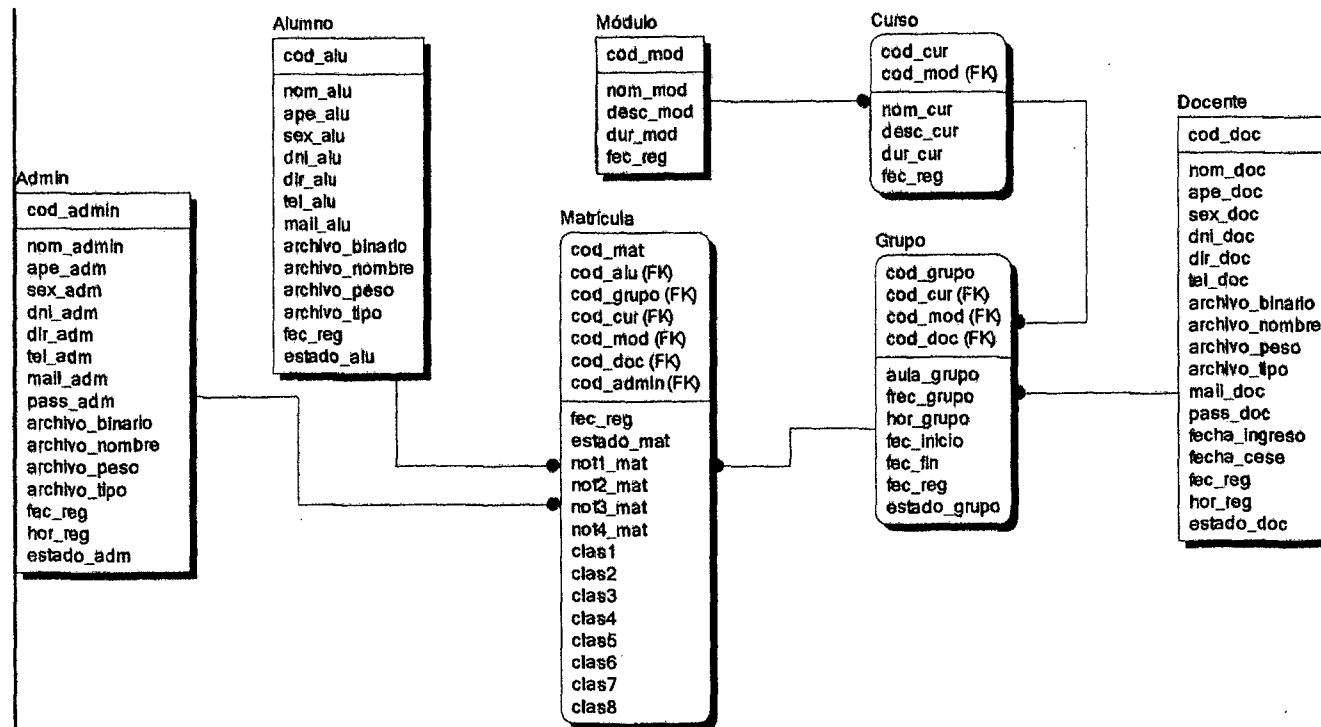 Alumno
cod_alu
nom_alu
ape_alu
sex_alu
dni_alu
dir_alu
tel_alu
mail_alu
archivo_binario
archivo_nombre
archivo_peso
archivo_tipo
fec_reg
estado_alu
Módulo
cod_mod
nom_mod
desc_mod
dur_mod
fec_reg
Curso
cod_cur
cod_mod (FK)
nom_cur
desc_cur
dur_cur
fec_reg
Docente
cod_doc
nom_doc
ape_doc
sex_doc
dni_doc
dir_doc
tel_doc
archivo_binario
archivo_nombre
archivo_peso
archivo_tipo
mail_doc
pass_doc
fecha_ingreso
fecha_cese
fec_reg
hor_reg
estado_doc
Admin
cod_admin
nom_admin
ape_adm
sex_adm
dni_adm
dir_adm
tel_adm
mail_adm
pass_adm
archivo_binario
archivo_nombre
archivo_peso
archivo_tipo
fec_reg
hor_reg
estado_adm
Matrícula
cod_mat
cod_alu (FK)
cod_grupo (FK)
cod_cur (FK)
cod_mod (FK)
cod_doc (FK)
cod_admin (FK)
fec_reg
estado_mat
not1_mat
not2_mat
not3_mat
not4_mat
clas1
clas2
clas3
clas4
clas5
clas6
clas7
clas8
Grupo
cod_grupo
cod_cur (FK)
cod_mod (FK)
cod_doc (FK)
aula_grupo
frec_grupo
hor_grupo
fec_inicio
fec_fin
fec_reg
estado_grupo